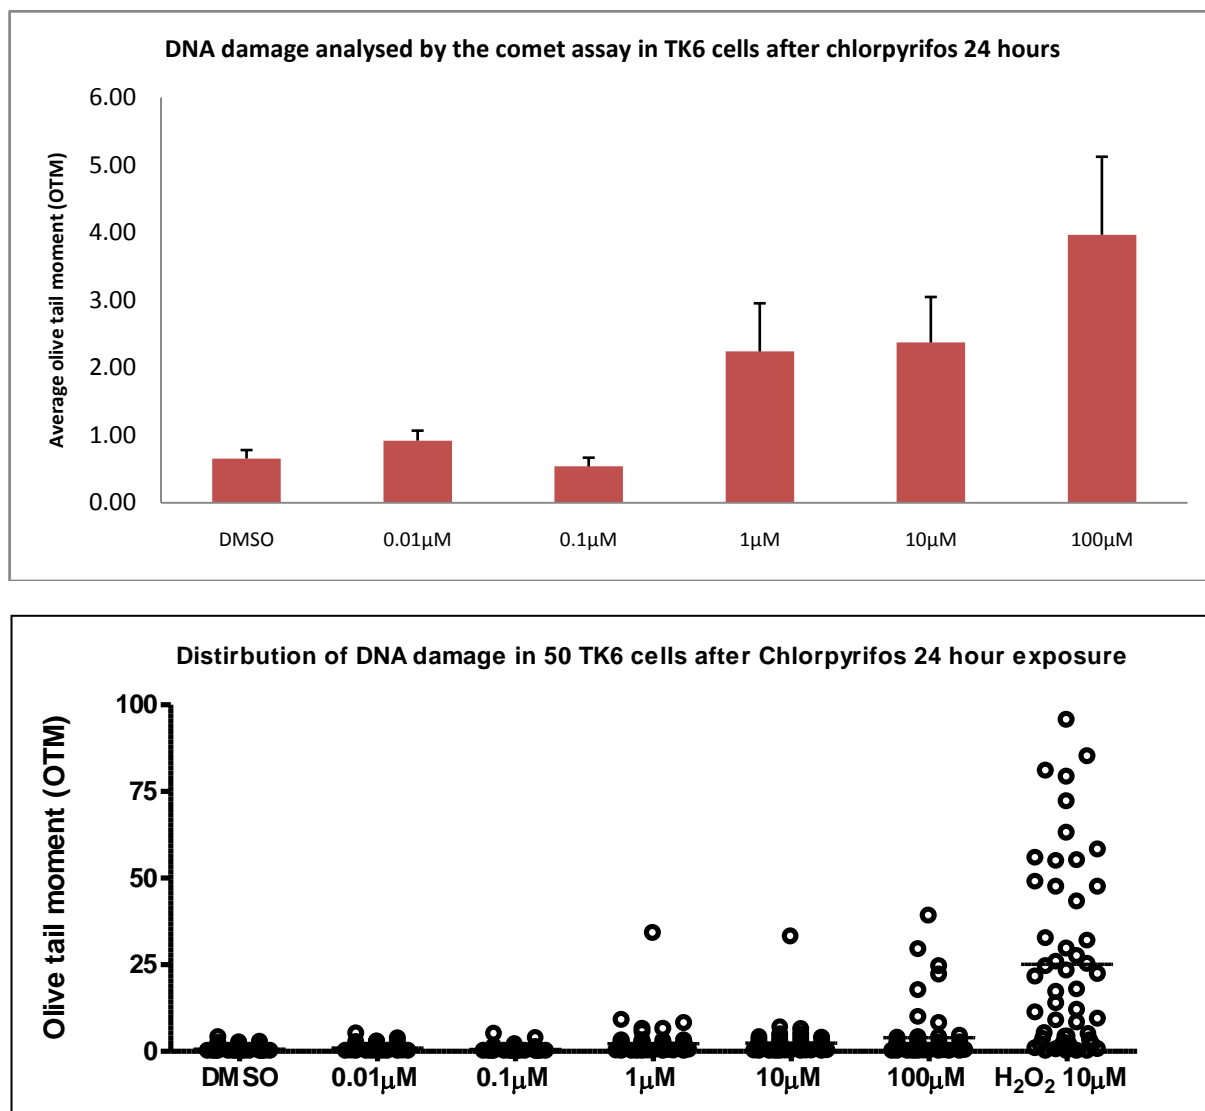 DNA damage analysed by the comet assay in TK6 cells after chlorpyrifos 24 hours
Average olive tail moment (OTM)
6.00
5.00
4.00
3.00
2.00
1.00
0.00
DMSO 0.01µM 0.1µM 1µM 10µM 100µM
Distirbution of DNA damage in 50 TK6 cells after Chlorpyrifos 24 hour exposure
Olive tail moment (OTM)
100
75
50
25
0
DMSO 0.01µM 0.1µM 1µM 10µM 100µM H₂O₂ 10µM